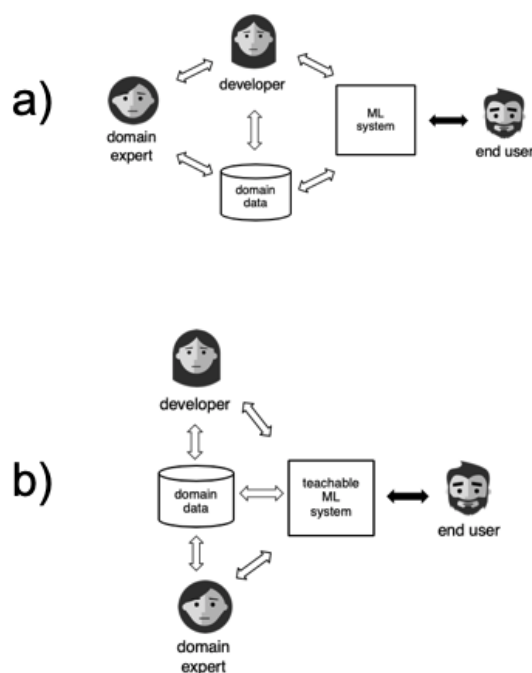 a)
developer
domain
expert
ML
system
end user
domain
data
b)
developer
domain
data
teachable
ML
system
end user
domain
expert